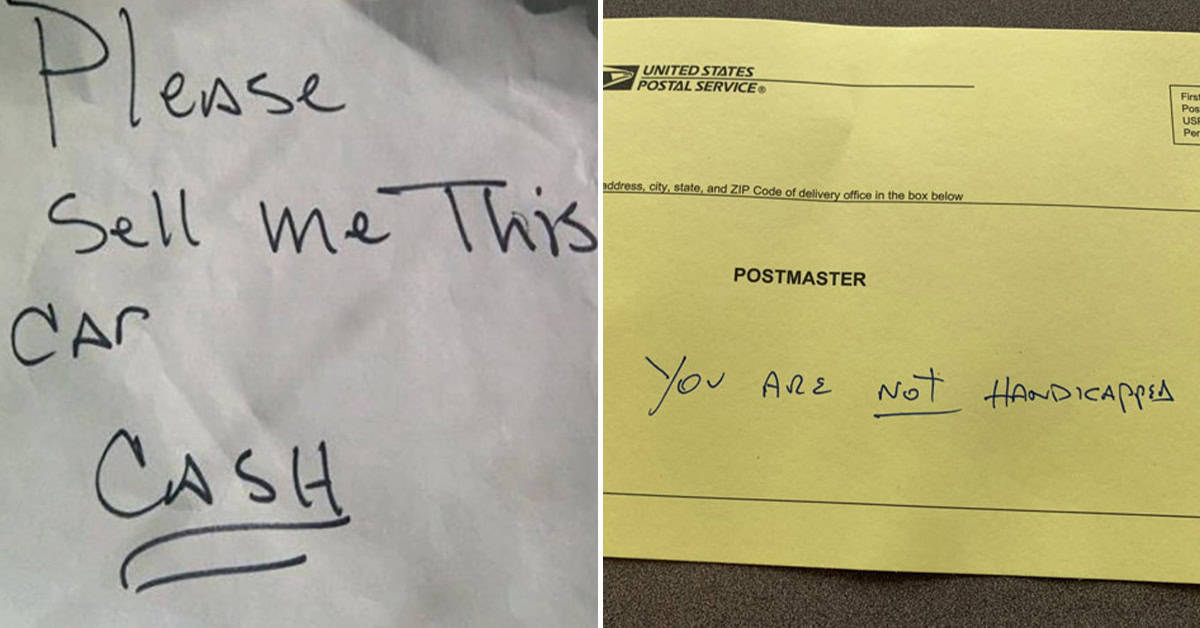 Please
Sell me This
car
CASH
UNITED STATES
POSTAL SERVICE®
address, city, state, and ZIP Code of delivery office in the box below
POSTMASTER
YOU ARE NOT HANDICAPPED